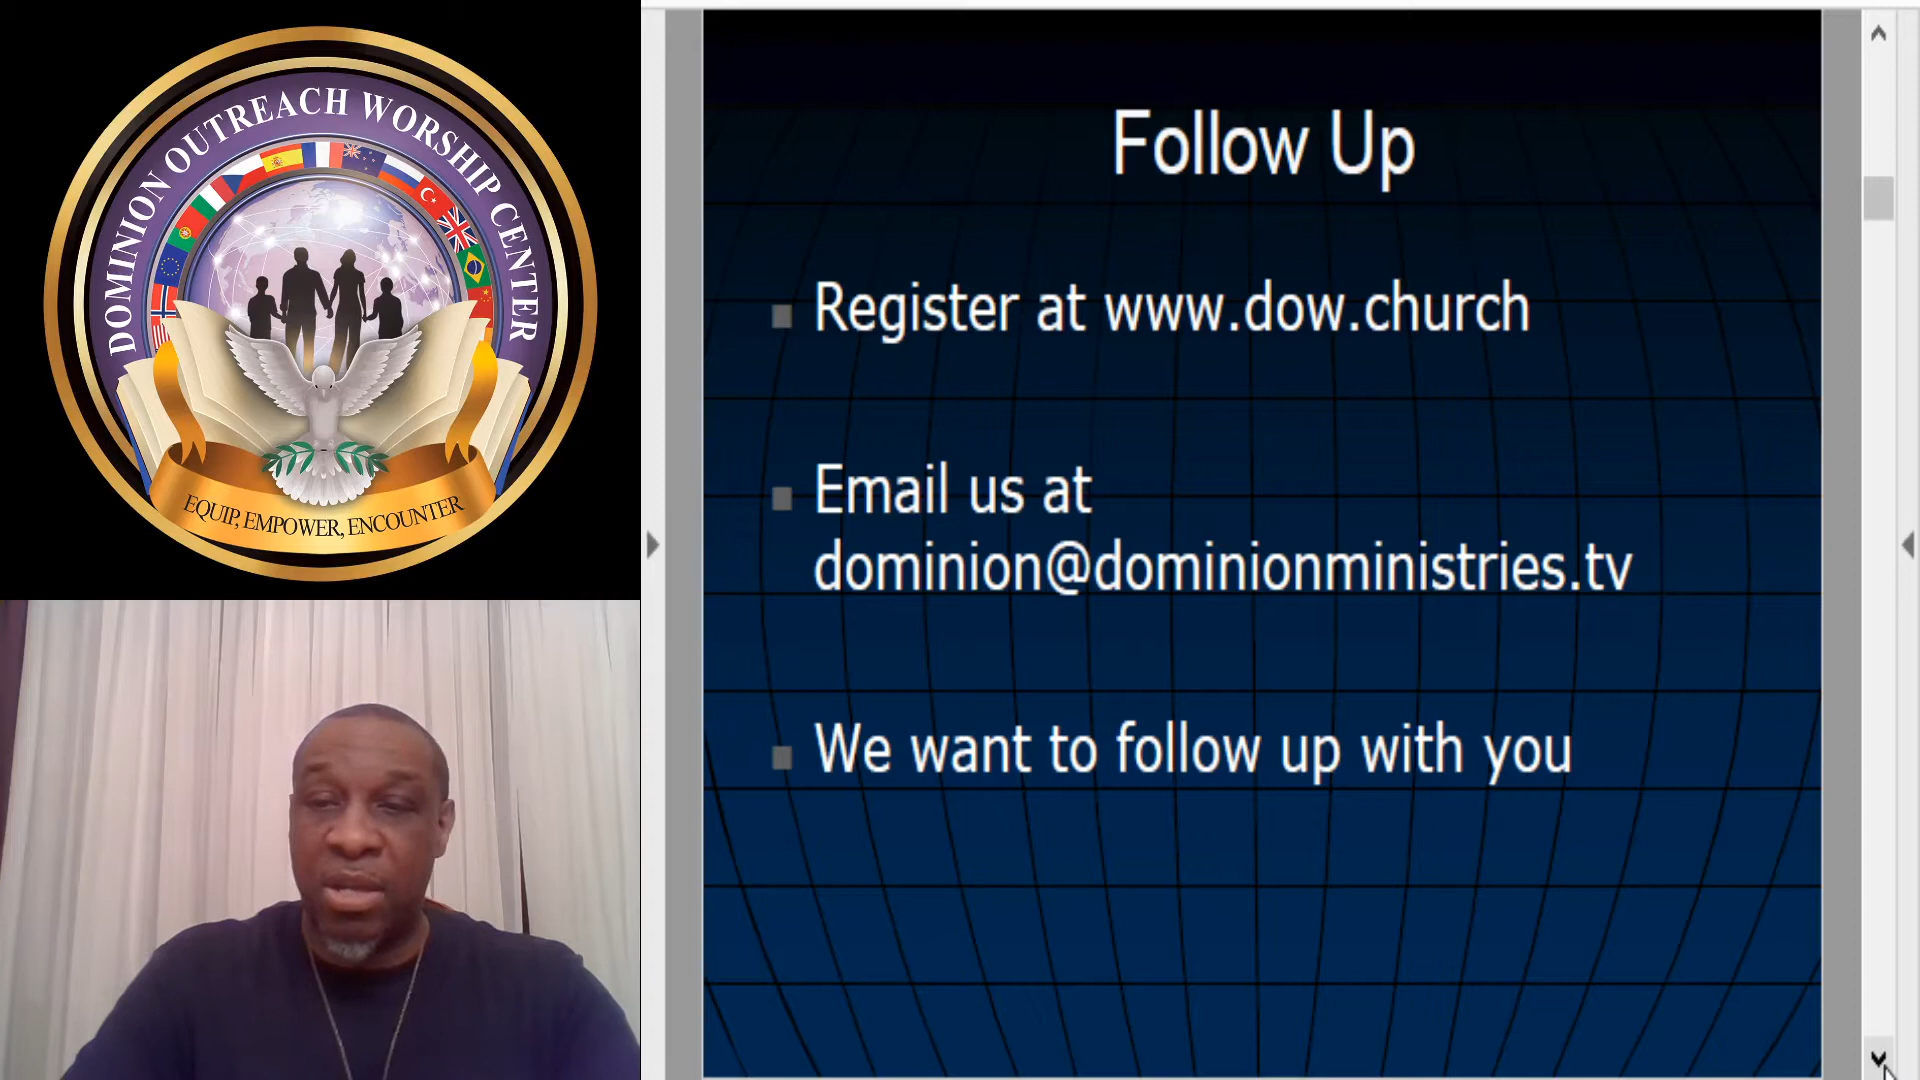 DOMINION OUTREACH WORSHIP CENTER
EQUIP, EMPOWER, ENCOUNTER
Follow Up
Register at www.dow.church
Email us at
dominion@dominionministries.tv
We want to follow up with you